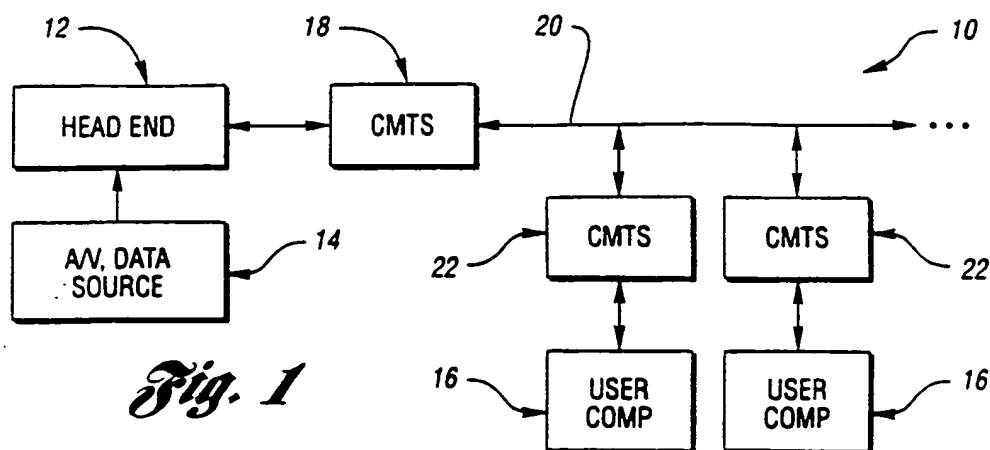 12
18
20
10
HEAD END
CMTS
...
A/V, DATA
SOURCE
14
22
CMTS
CMTS
22
Fig. 1
16
USER
COMP
USER
COMP
16